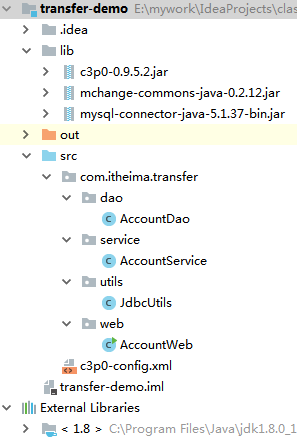 transfer-demo E:\mywork\IdeaProjects\clas
.idea
lib
c3p0-0.9.5.2.jar
mchange-commons-java-0.2.12.jar
mysql-connector-java-5.1.37-bin.jar
out
src
com.itheima.transfer
dao
AccountDao
service
AccountService
utils
JdbcUtils
web
AccountWeb
c3p0-config.xml
transfer-demo.iml
External Libraries
< 1.8 > C:\Program Files\Java\jdk1.8.0_1